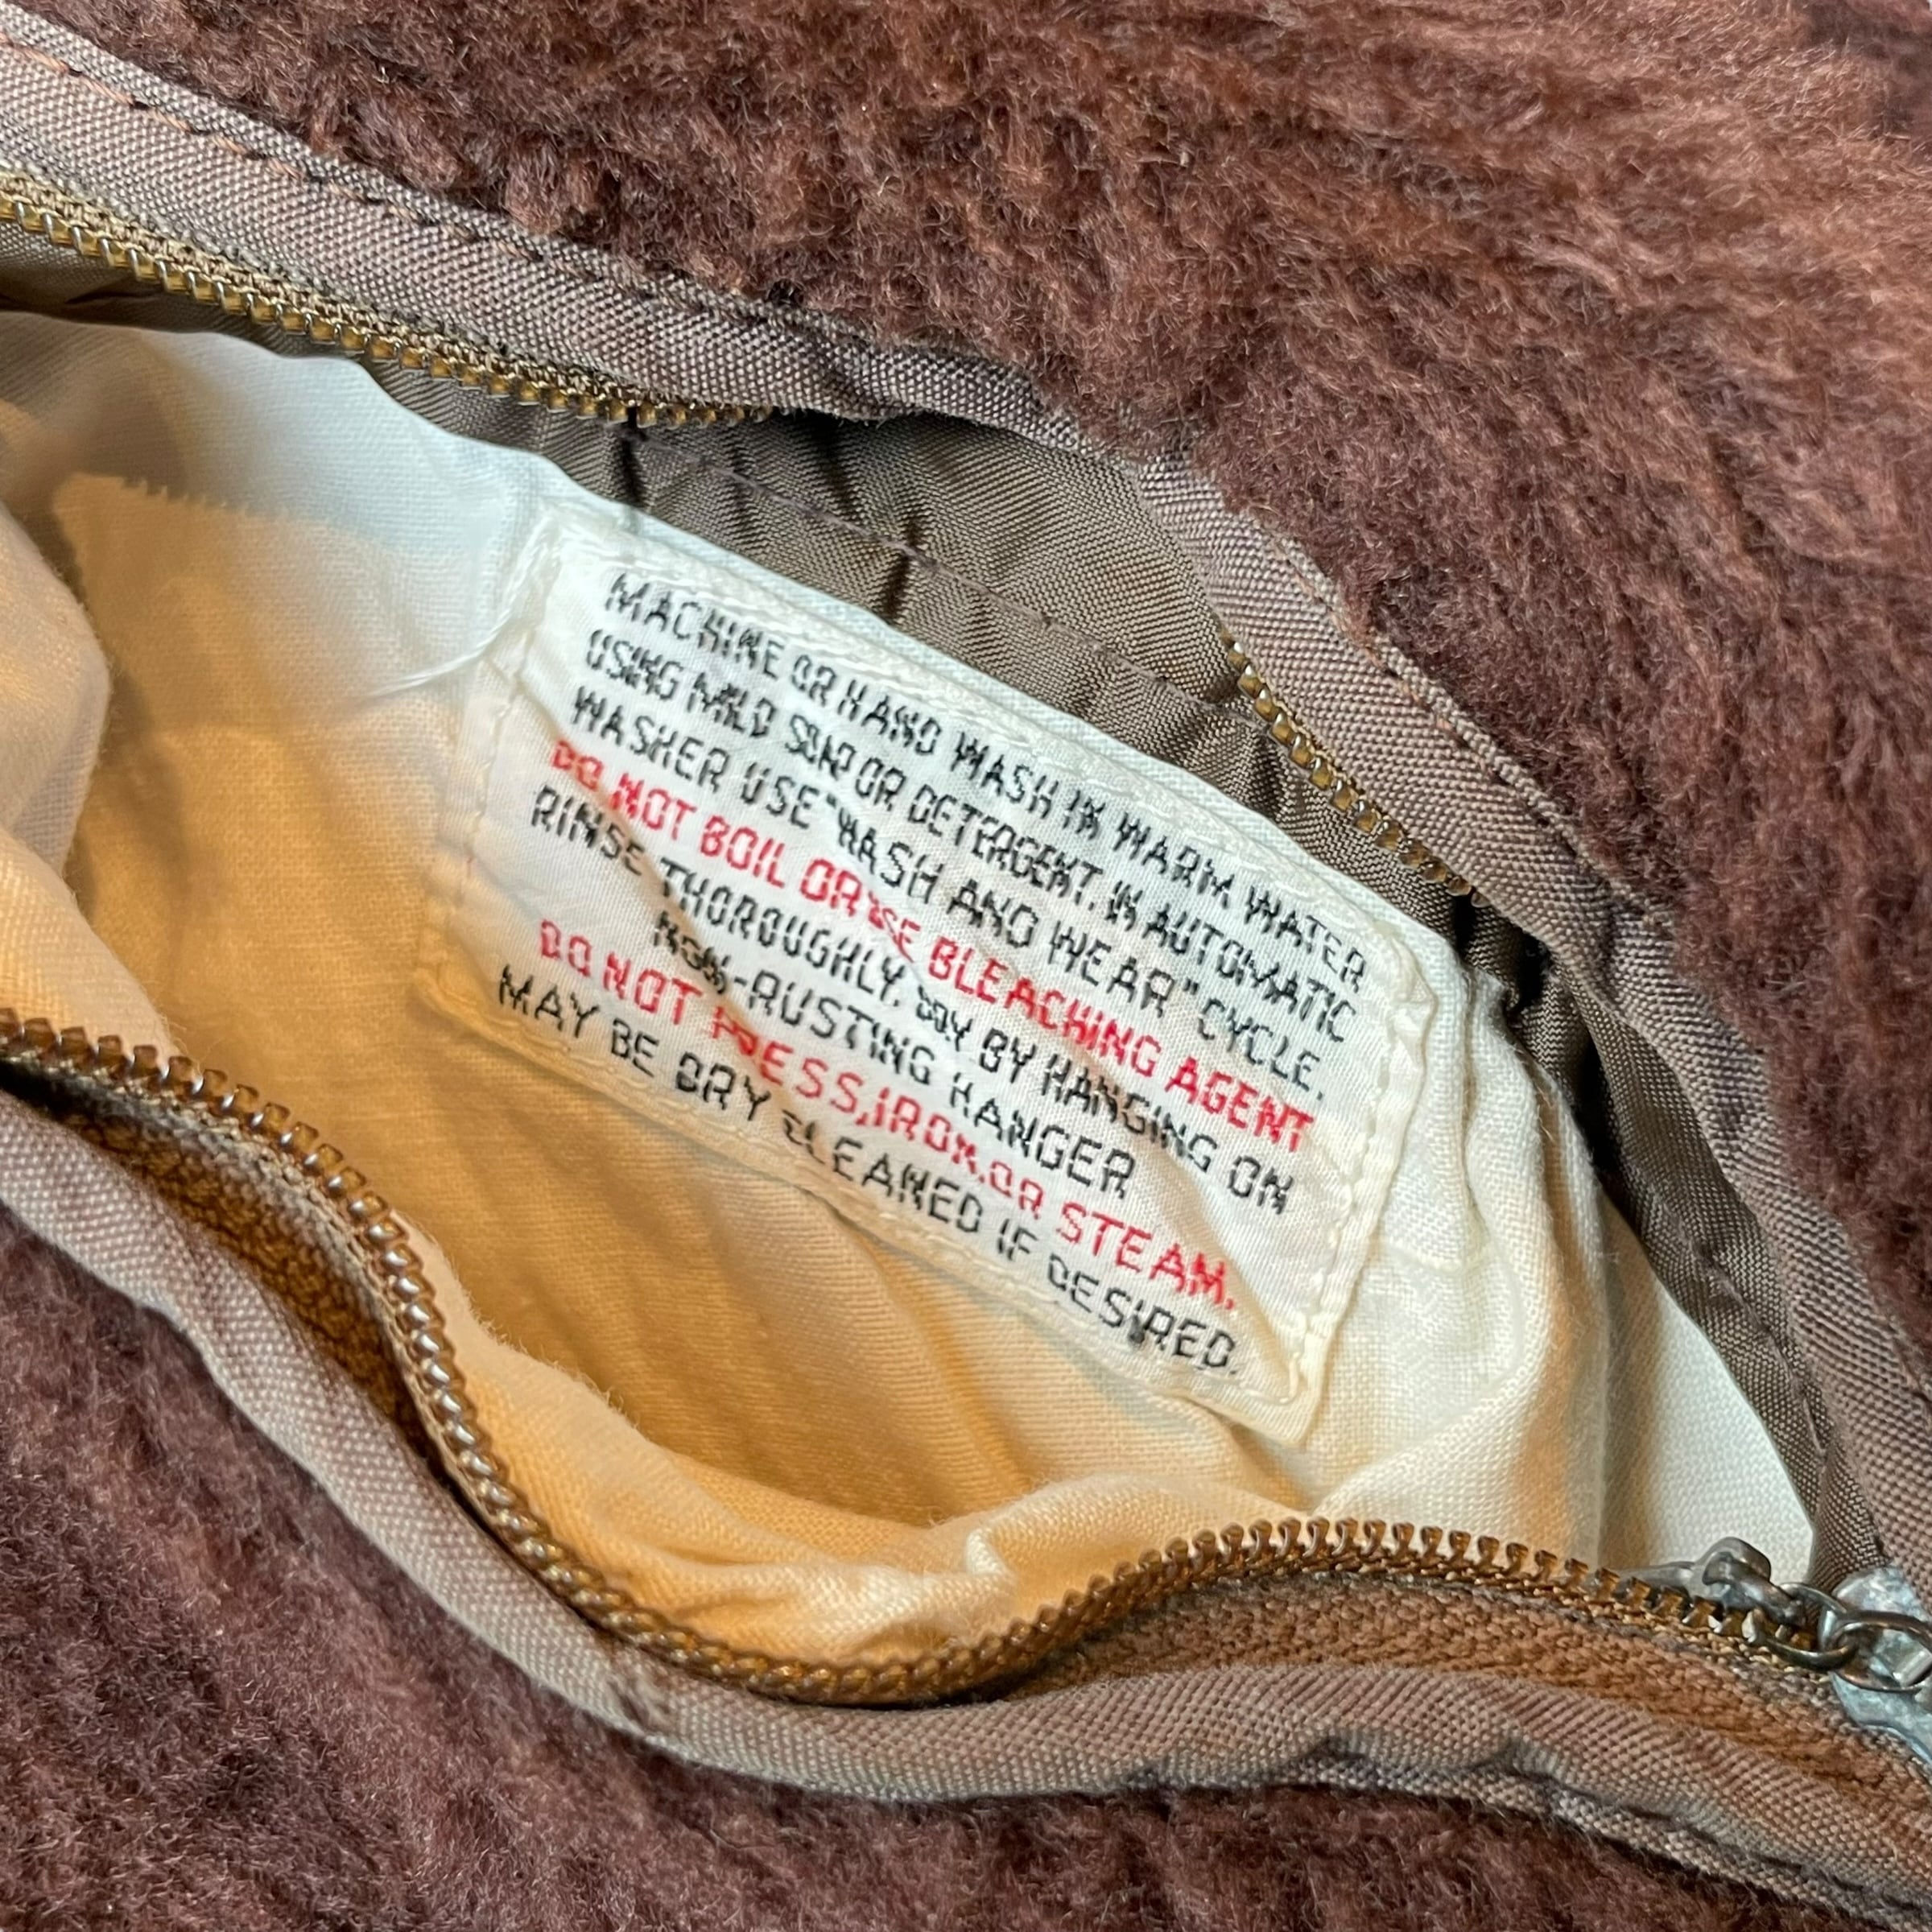 MACHINE OR HAND WASH IN WARM WATER
USING MILD SOAP OR DETERGENT. IN AUTOMATIC
WASHER USE "WASH AND WEAR" CYCLE.
DO NOT BOIL OR USE BLEACHING AGENT
RINSE THOROUGHLY. DRY BY HANGING ON
NON-RUSTING HANGER
DO NOT PRESS, IRON, OR STEAM.
MAY BE DRY CLEANED IF DESIRED.